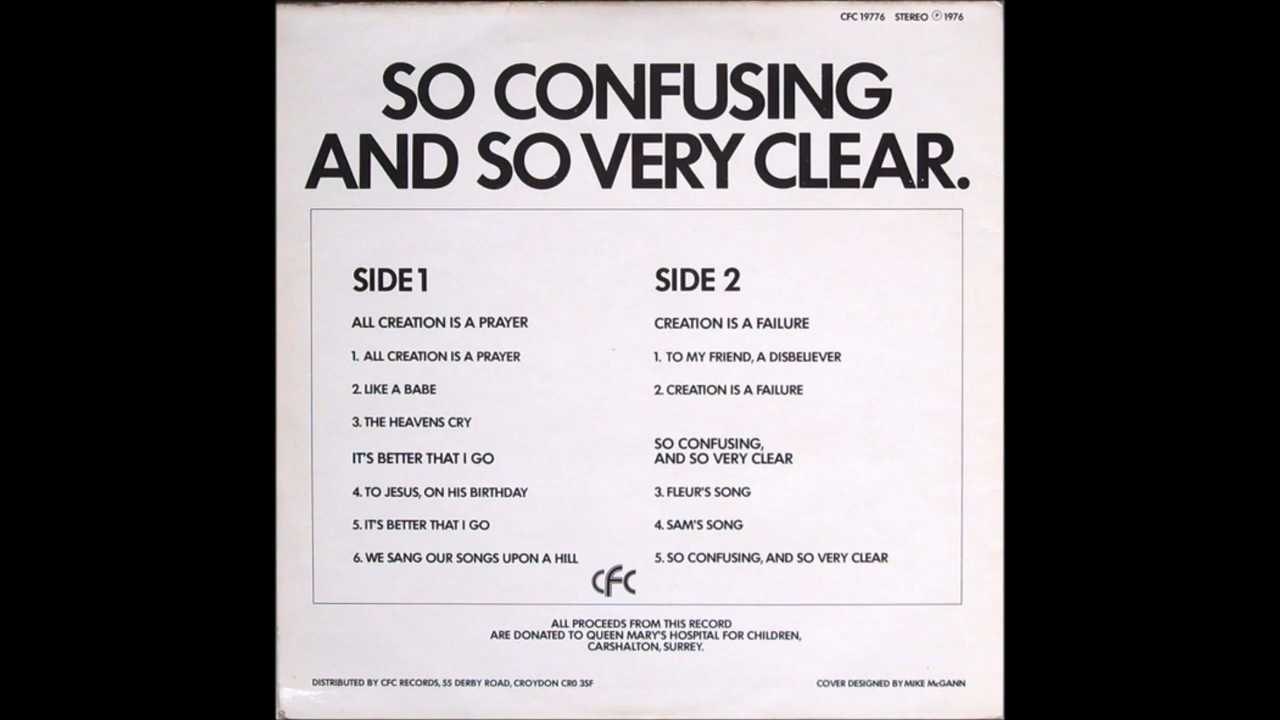 CFC 19776 STEREO ℗ 1976
SO CONFUSING
AND SO VERY CLEAR.
SIDE 1
ALL CREATION IS A PRAYER
1. ALL CREATION IS A PRAYER
2. LIKE A BABE
3. THE HEAVENS CRY
IT'S BETTER THAT I GO
4. TO JESUS, ON HIS BIRTHDAY
5. IT'S BETTER THAT I GO
6. WE SANG OUR SONGS UPON A HILL
SIDE 2
CREATION IS A FAILURE
1. TO MY FRIEND, A DISBELIEVER
2. CREATION IS A FAILURE
SO CONFUSING,
AND SO VERY CLEAR
3. FLEUR'S SONG
4. SAM'S SONG
5. SO CONFUSING, AND SO VERY CLEAR
CFC
ALL PROCEEDS FROM THIS RECORD
ARE DONATED TO QUEEN MARY'S HOSPITAL FOR CHILDREN,
CARSHALTON, SURREY.
DISTRIBUTED BY CFC RECORDS, 55 DERBY ROAD, CROYDON CR0 3SF
COVER DESIGNED BY MIKE McGANN